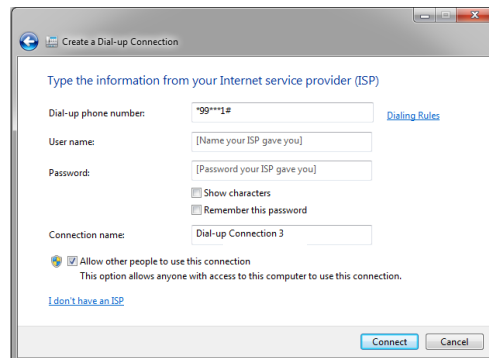 Create a Dial-up Connection
Type the information from your Internet service provider (ISP)
Dial-up phone number:
*99***1#
Dialing Rules
User name:
[Name your ISP gave you]
Password:
[Password your ISP gave you]
Show characters
Remember this password
Connection name:
Dial-up Connection 3
Allow other people to use this connection
This option allows anyone with access to this computer to use this connection.
I don't have an ISP
Connect
Cancel